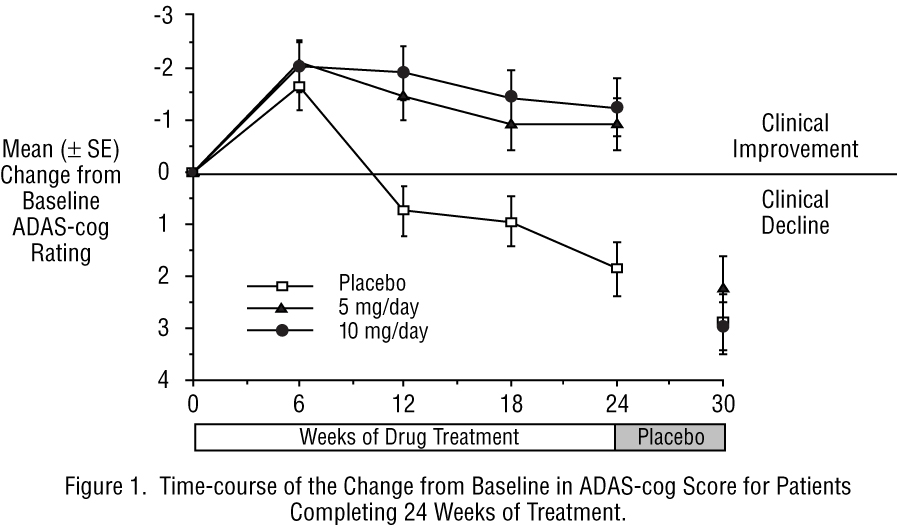 -3
-2
-1
0
1
2
3
4
Mean (± SE)
Change from
Baseline
ADAS-cog
Rating
Clinical
Improvement
Clinical
Decline
Placebo
5 mg/day
10 mg/day
0 6 12 18 24 30
Weeks of Drug Treatment Placebo
Figure 1. Time-course of the Change from Baseline in ADAS-cog Score for Patients
Completing 24 Weeks of Treatment.